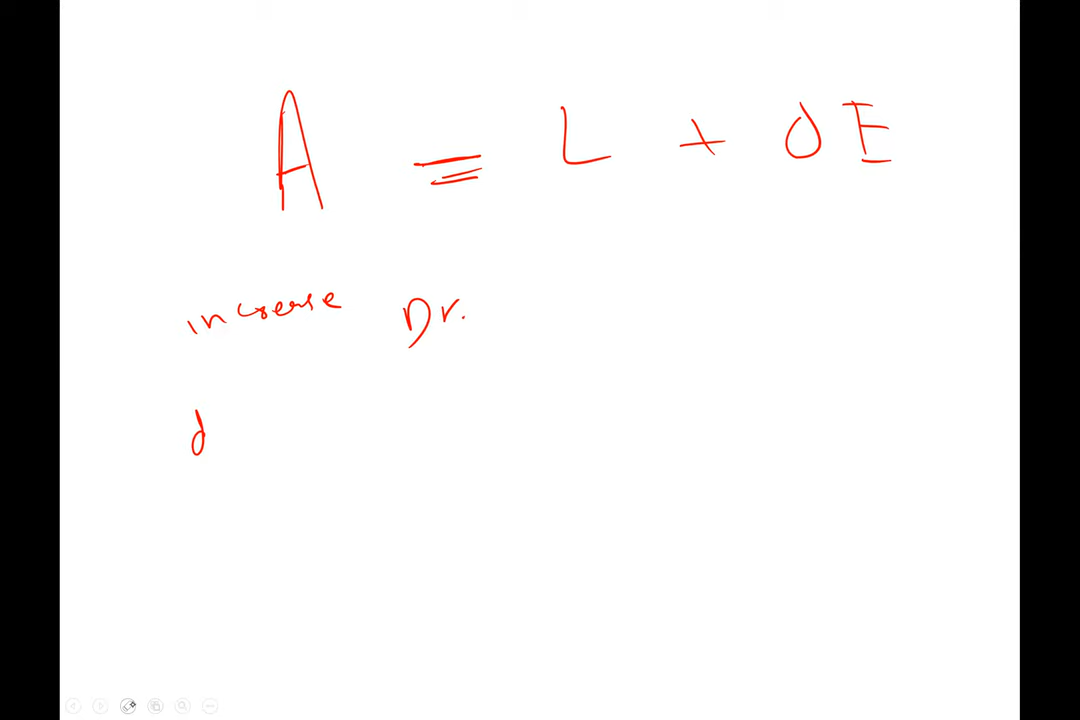 A = L + OE
increase Dr.
d